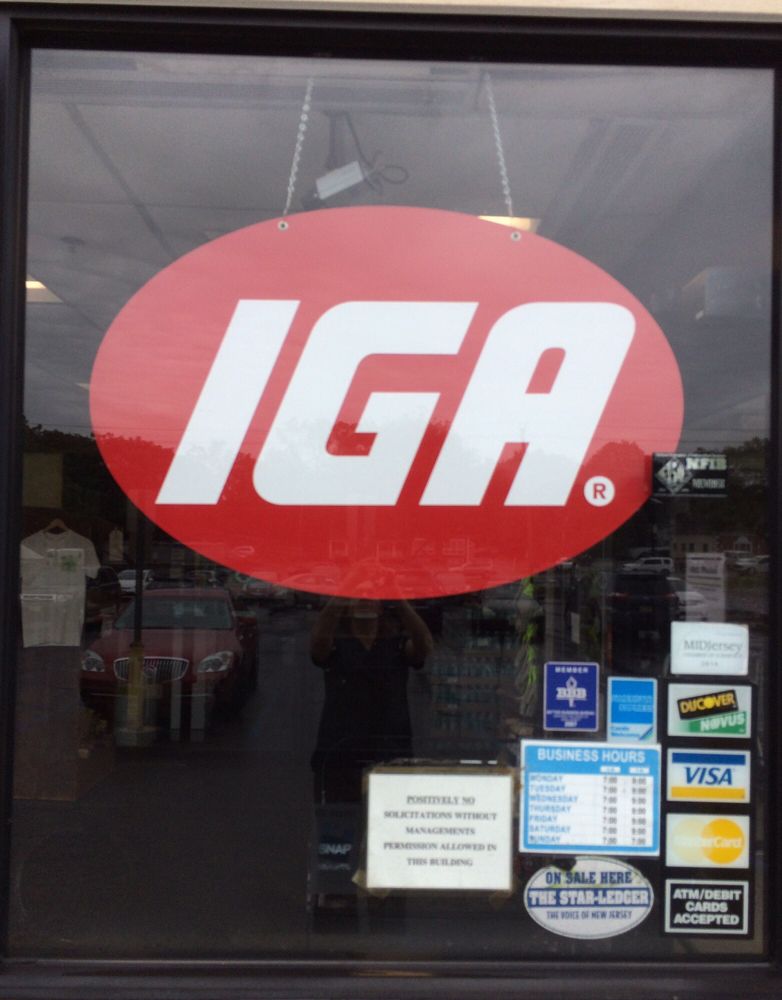 IGA
®
NFIB
MEMBER
MIDJersey
MEMBER
BBB
DISCOVER
NOVUS
VISA
MasterCard
ATM/DEBIT
CARDS
ACCEPTED
BUSINESS HOURS
MONDAY 7:00 9:00
TUESDAY 7:00 9:00
WEDNESDAY 7:00 9:00
THURSDAY 7:00 9:00
FRIDAY 7:00 9:00
SATURDAY 7:00 9:00
SUNDAY 7:00 7:00
POSITIVELY NO
SOLICITATIONS WITHOUT
MANAGEMENTS
PERMISSION ALLOWED IN
THIS BUILDING
SNAP
ON SALE HERE
THE STAR-LEDGER
THE VOICE OF NEW JERSEY